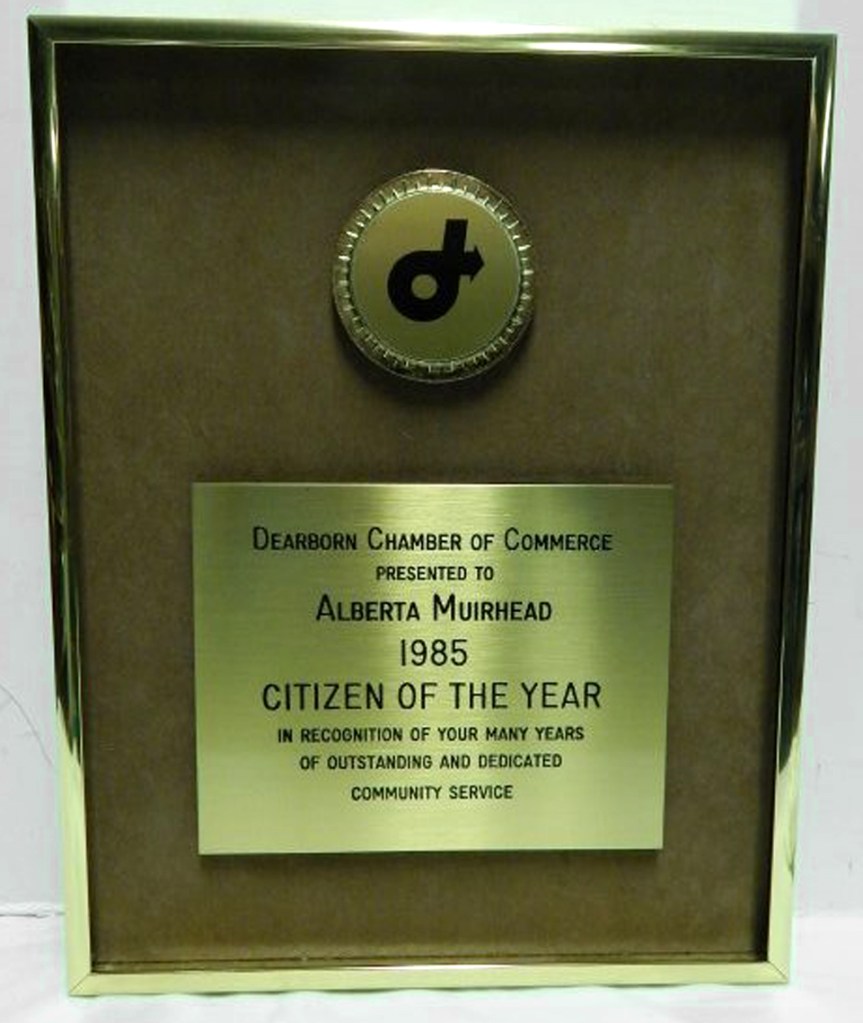 d
DEARBORN CHAMBER OF COMMERCE
PRESENTED TO
ALBERTA MUIRHEAD
1985
CITIZEN OF THE YEAR
IN RECOGNITION OF YOUR MANY YEARS
OF OUTSTANDING AND DEDICATED
COMMUNITY SERVICE